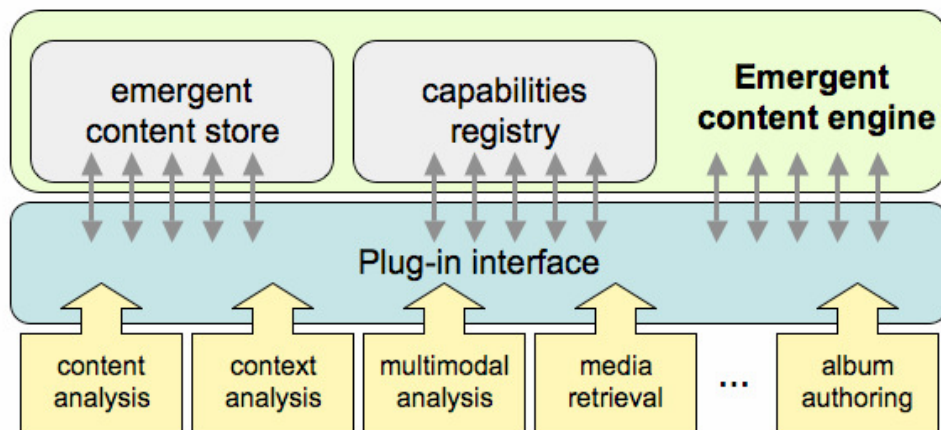 emergent
content store
capabilities
registry
Emergent
content engine
Plug-in interface
content
analysis
context
analysis
multimodal
analysis
media
retrieval
...
album
authoring